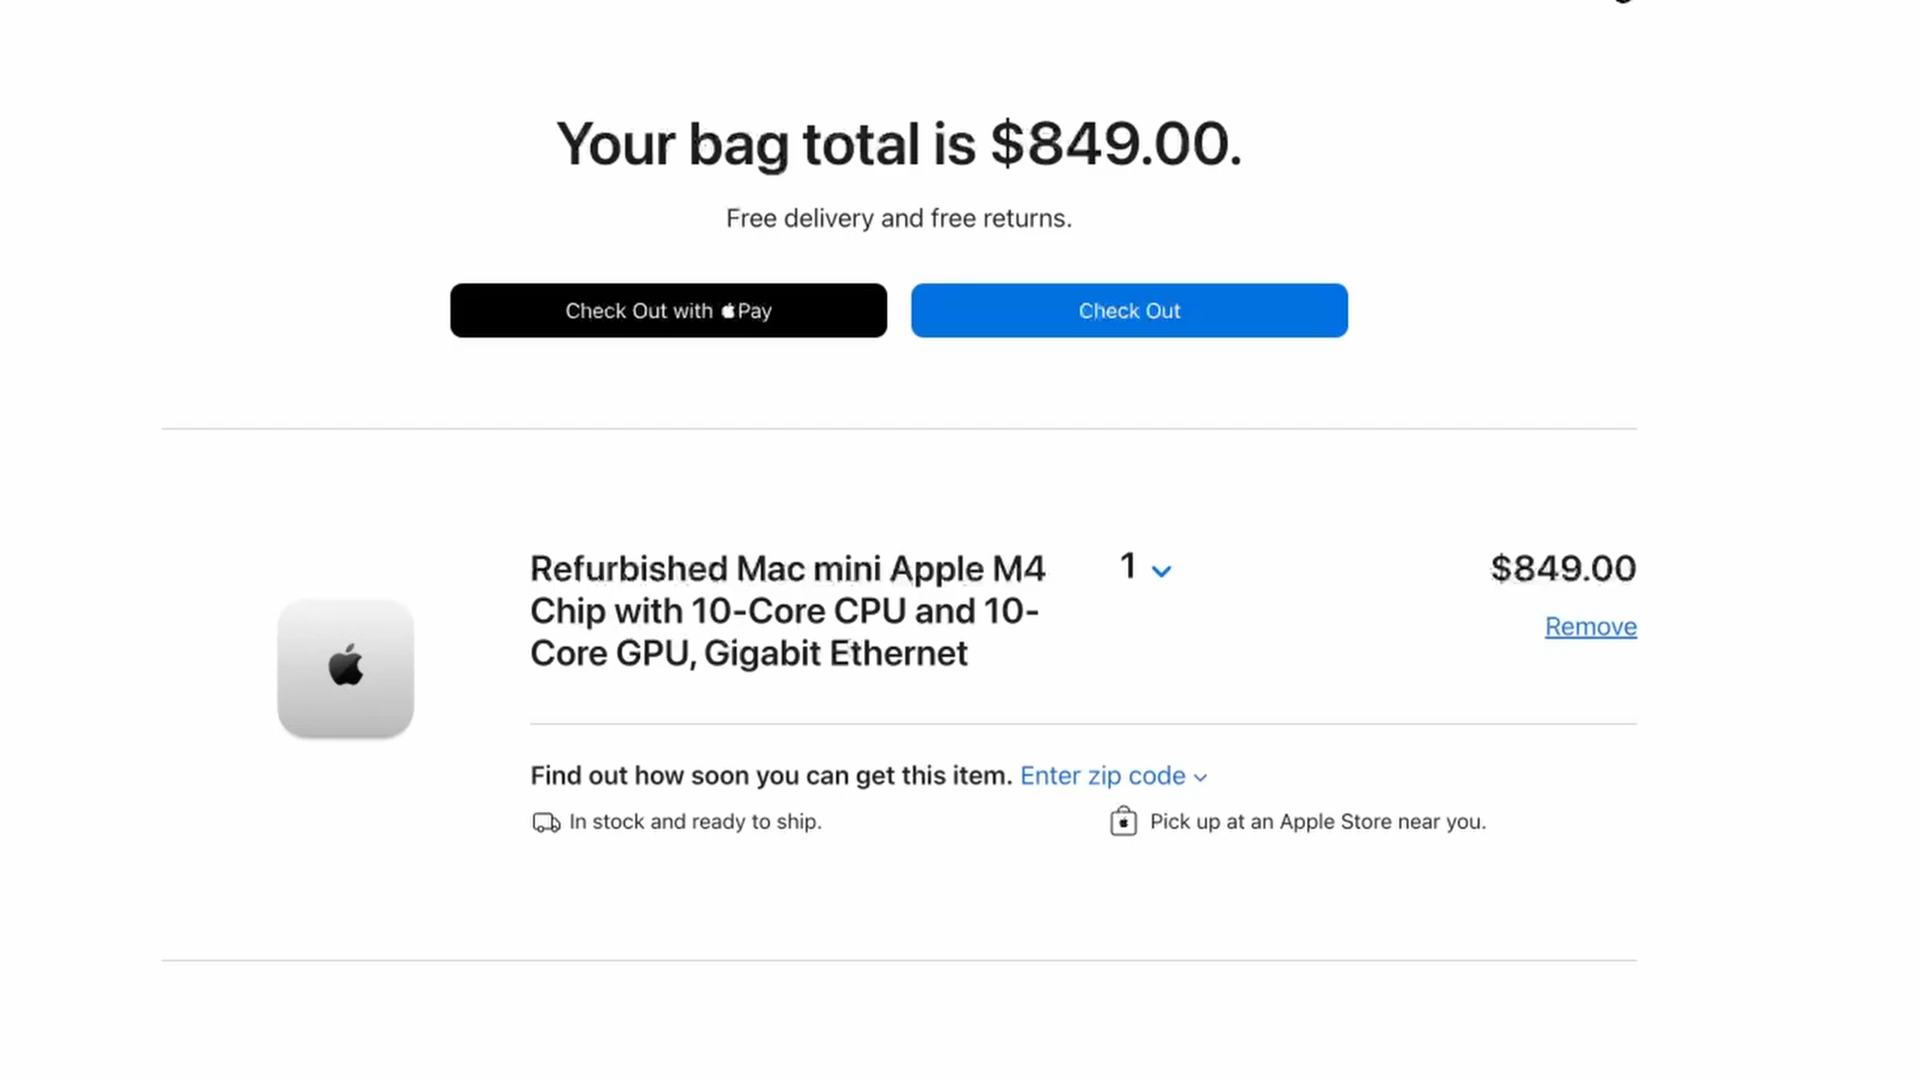 Your bag total is $849.00.
Free delivery and free returns.
Check Out with Pay
Check Out
Refurbished Mac mini Apple M4
Chip with 10-Core CPU and 10-
Core GPU, Gigabit Ethernet
1
$849.00
Remove
Find out how soon you can get this item. Enter zip code
In stock and ready to ship.
Pick up at an Apple Store near you.